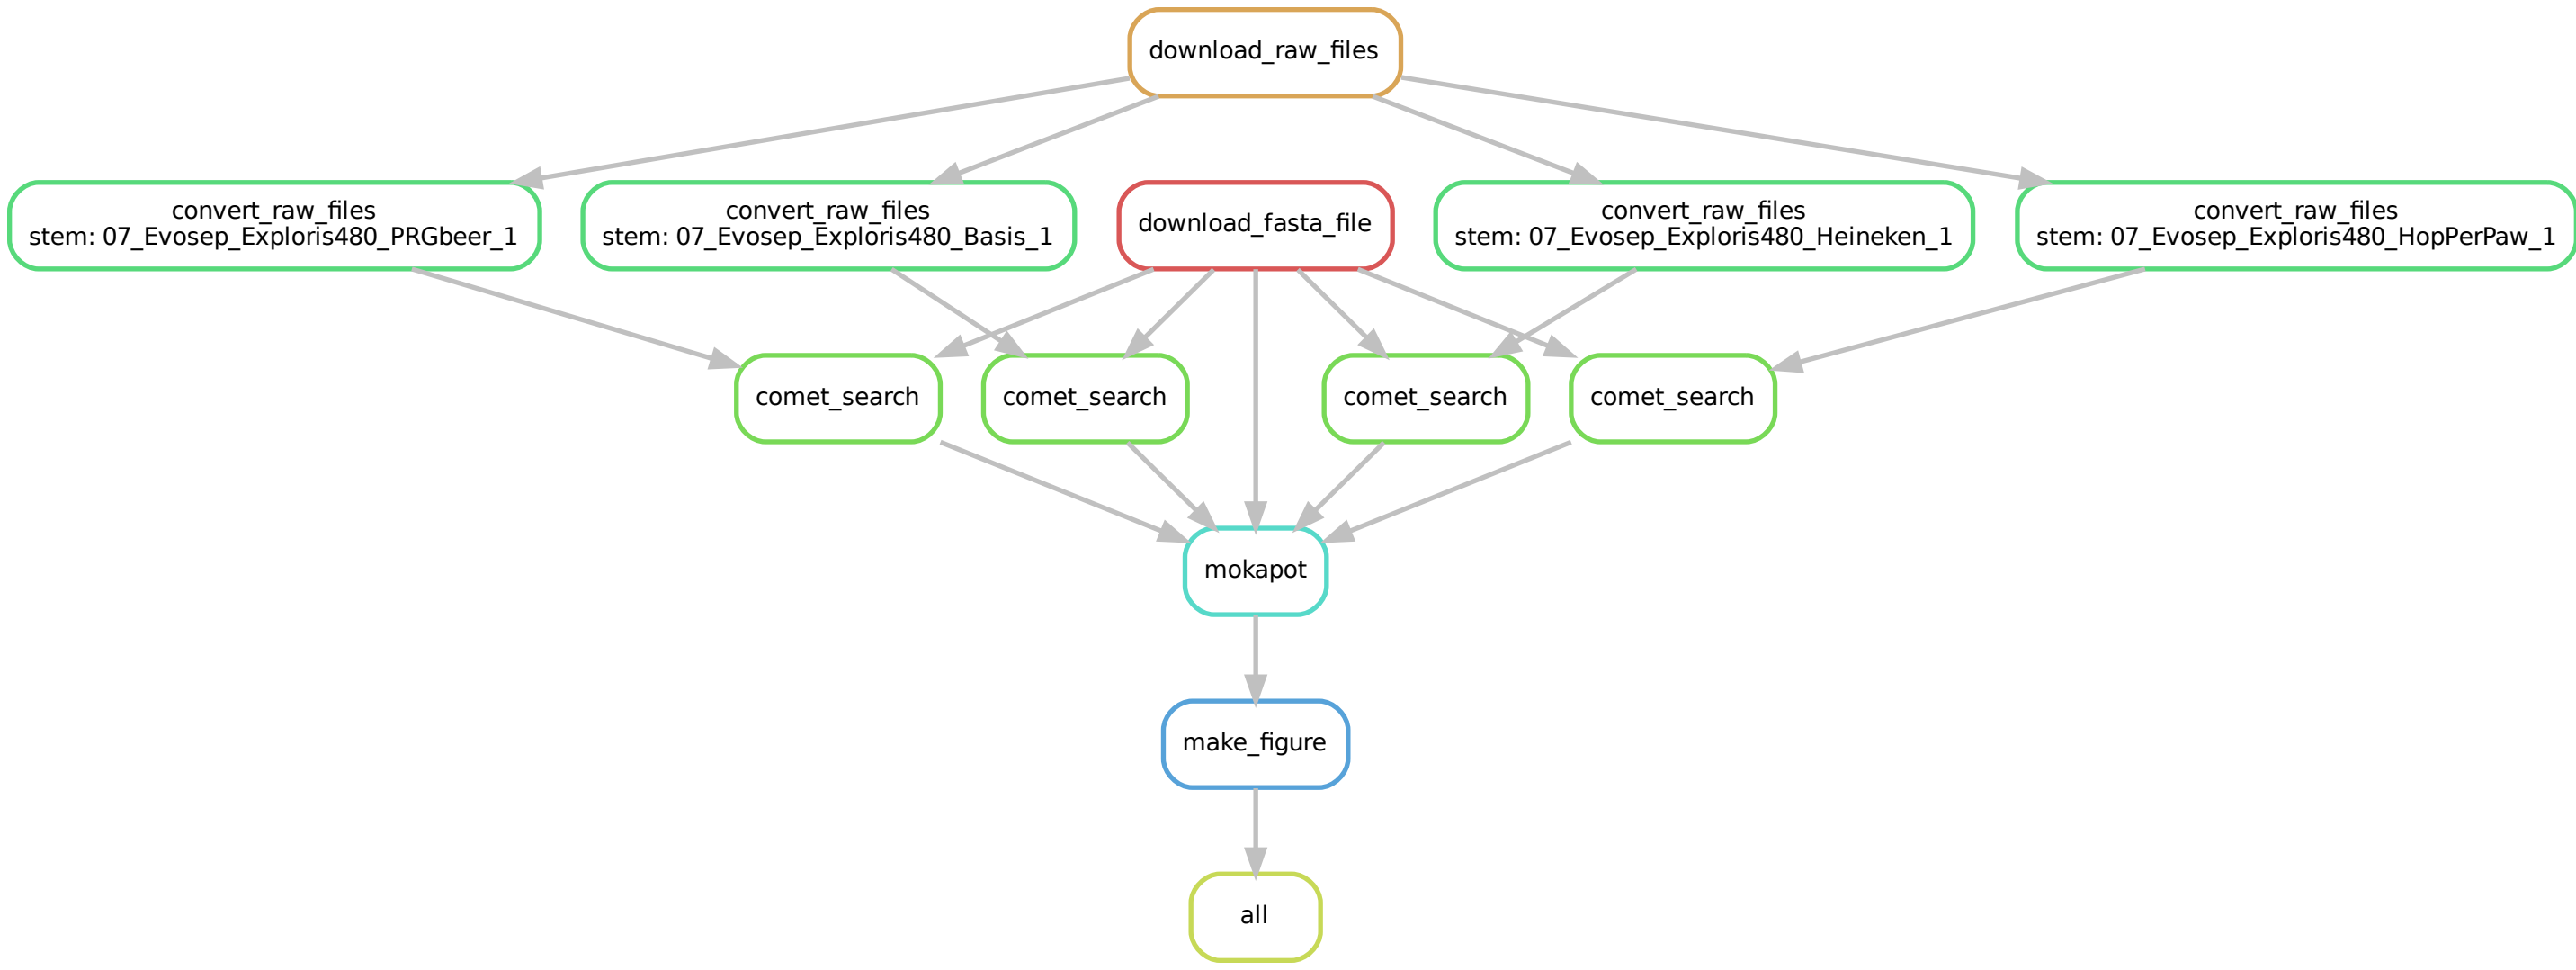 download_raw_files
convert_raw_files
stem: 07_Evosep_Exploris480_PRGbeer_1
convert_raw_files
stem: 07_Evosep_Exploris480_Basis_1
download_fasta_file
convert_raw_files
stem: 07_Evosep_Exploris480_Heineken_1
convert_raw_files
stem: 07_Evosep_Exploris480_HopPerPaw_1
comet_search
comet_search
comet_search
comet_search
mokapot
make_figure
all